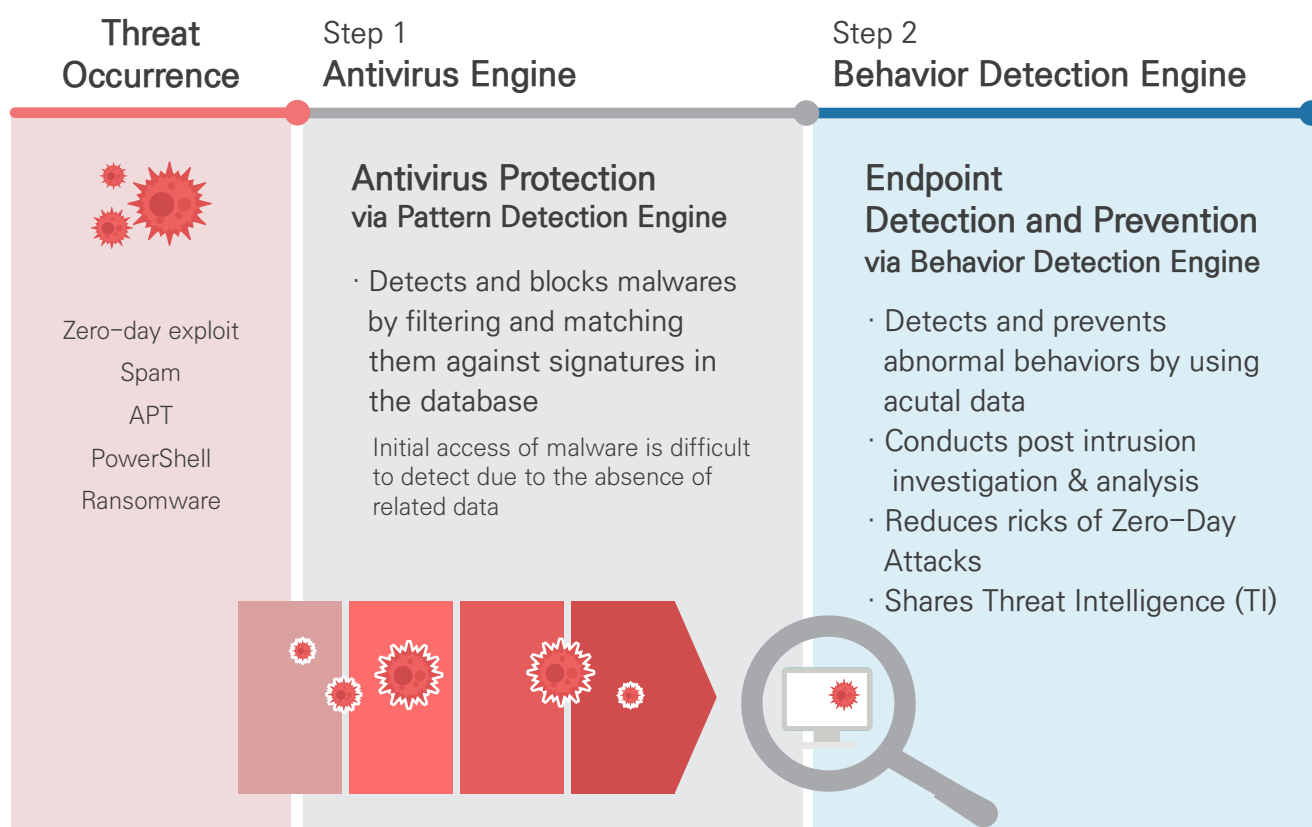 Threat
Occurrence
Step 1
Antivirus Engine
Step 2
Behavior Detection Engine
Zero-day exploit
Spam
APT
PowerShell
Ransomware
Antivirus Protection
via Pattern Detection Engine
· Detects and blocks malwares
by filtering and matching
them against signatures in
the database
Initial access of malware is difficult
to detect due to the absence of
related data
Endpoint
Detection and Prevention
via Behavior Detection Engine
· Detects and prevents
abnormal behaviors by using
acutal data
· Conducts post intrusion
investigation & analysis
· Reduces ricks of Zero-Day
Attacks
· Shares Threat Intelligence (TI)